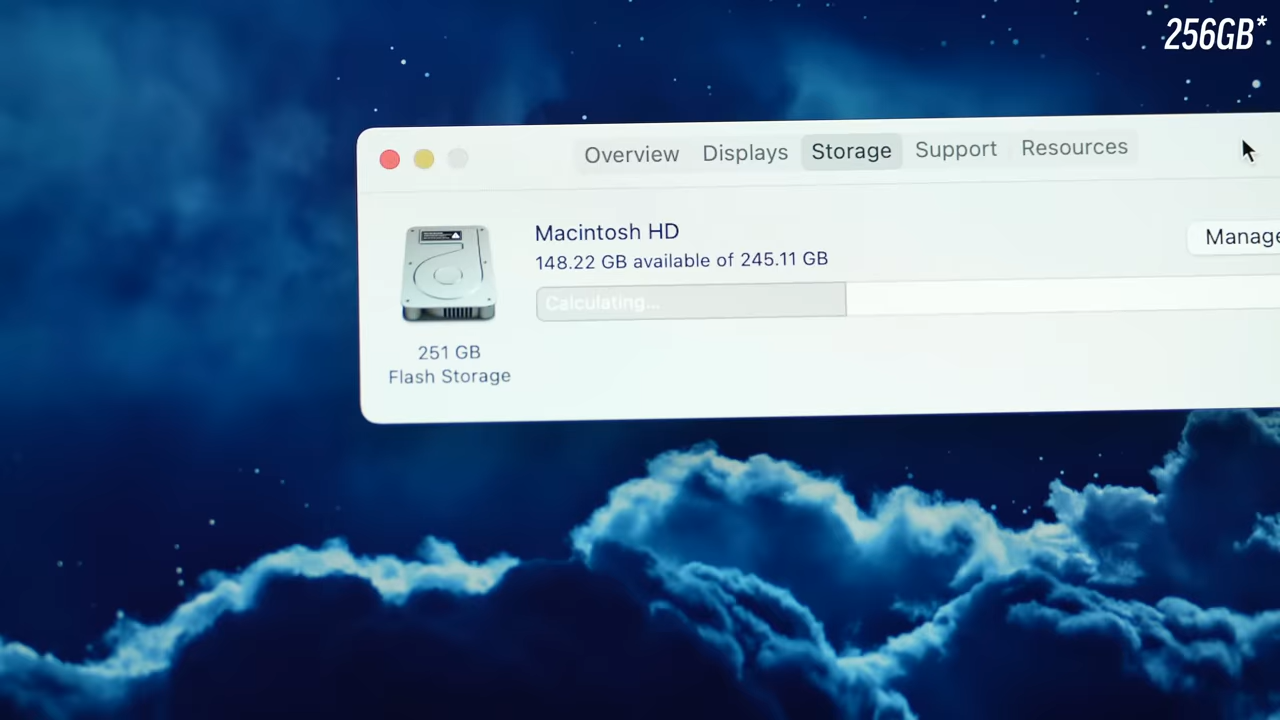 256GB*
Overview Displays Storage Support Resources
Macintosh HD
148.22 GB available of 245.11 GB
Manage
Calculating...
251 GB
Flash Storage